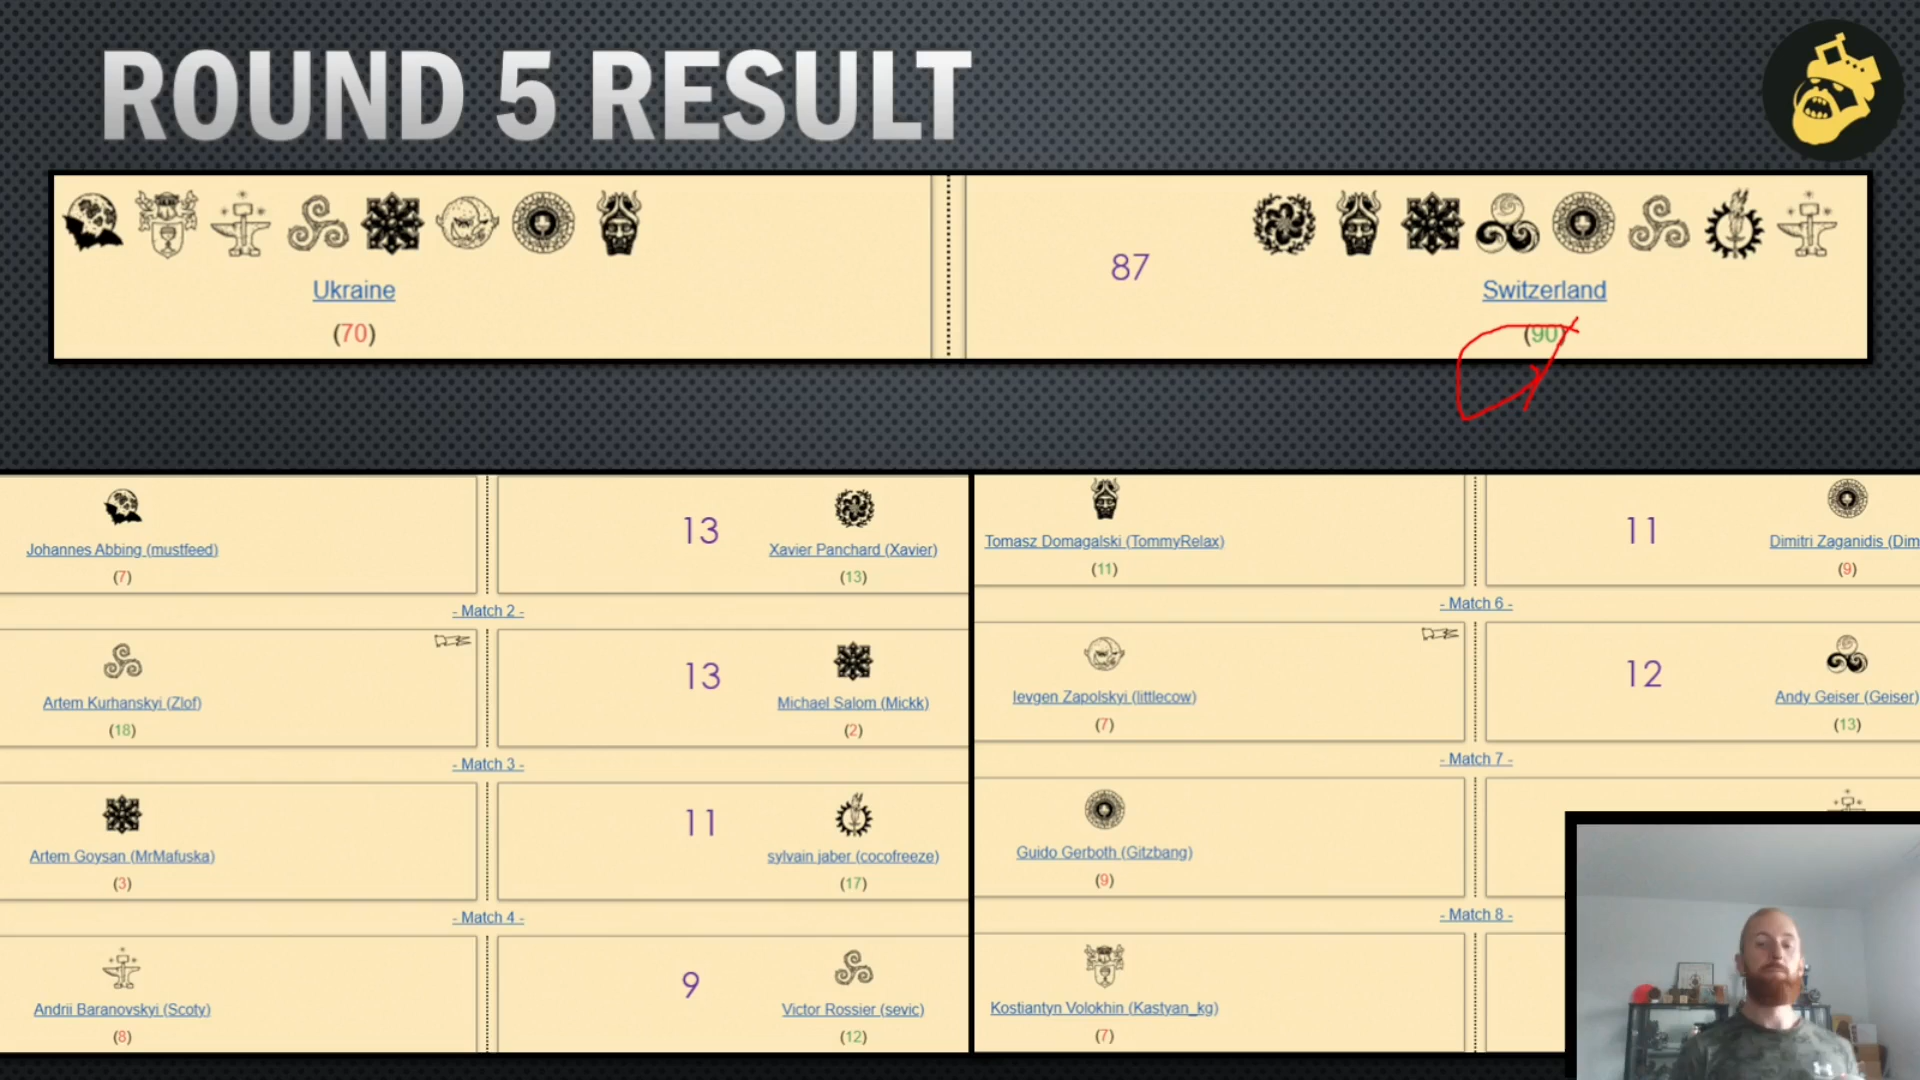 ROUND 5 RESULT
Ukraine
(70)
87
Switzerland
(90)
Johannes Abbing (mustfeed)
(7)
13
Xavier Panchard (Xavier)
(13)
- Match 2 -
Artem Kurhanskyi (Zlof)
(18)
13
Michael Salom (Mickk)
(2)
- Match 3 -
Artem Goysan (MrMafuska)
(3)
11
sylvain jaber (cocofreeze)
(17)
- Match 4 -
Andrii Baranovskyi (Scoty)
(8)
9
Victor Rossier (sevic)
(12)
Tomasz Domagalski (TommyRelax)
(11)
11
Dimitri Zaganidis (Dim
(9)
- Match 6 -
Ievgen Zapolskyi (littlecow)
(7)
12
Andy Geiser (Geiser)
(13)
- Match 7 -
Guido Gerboth (Gitzbang)
(9)
- Match 8 -
Kostiantyn Volokhin (Kastyan_kg)
(7)